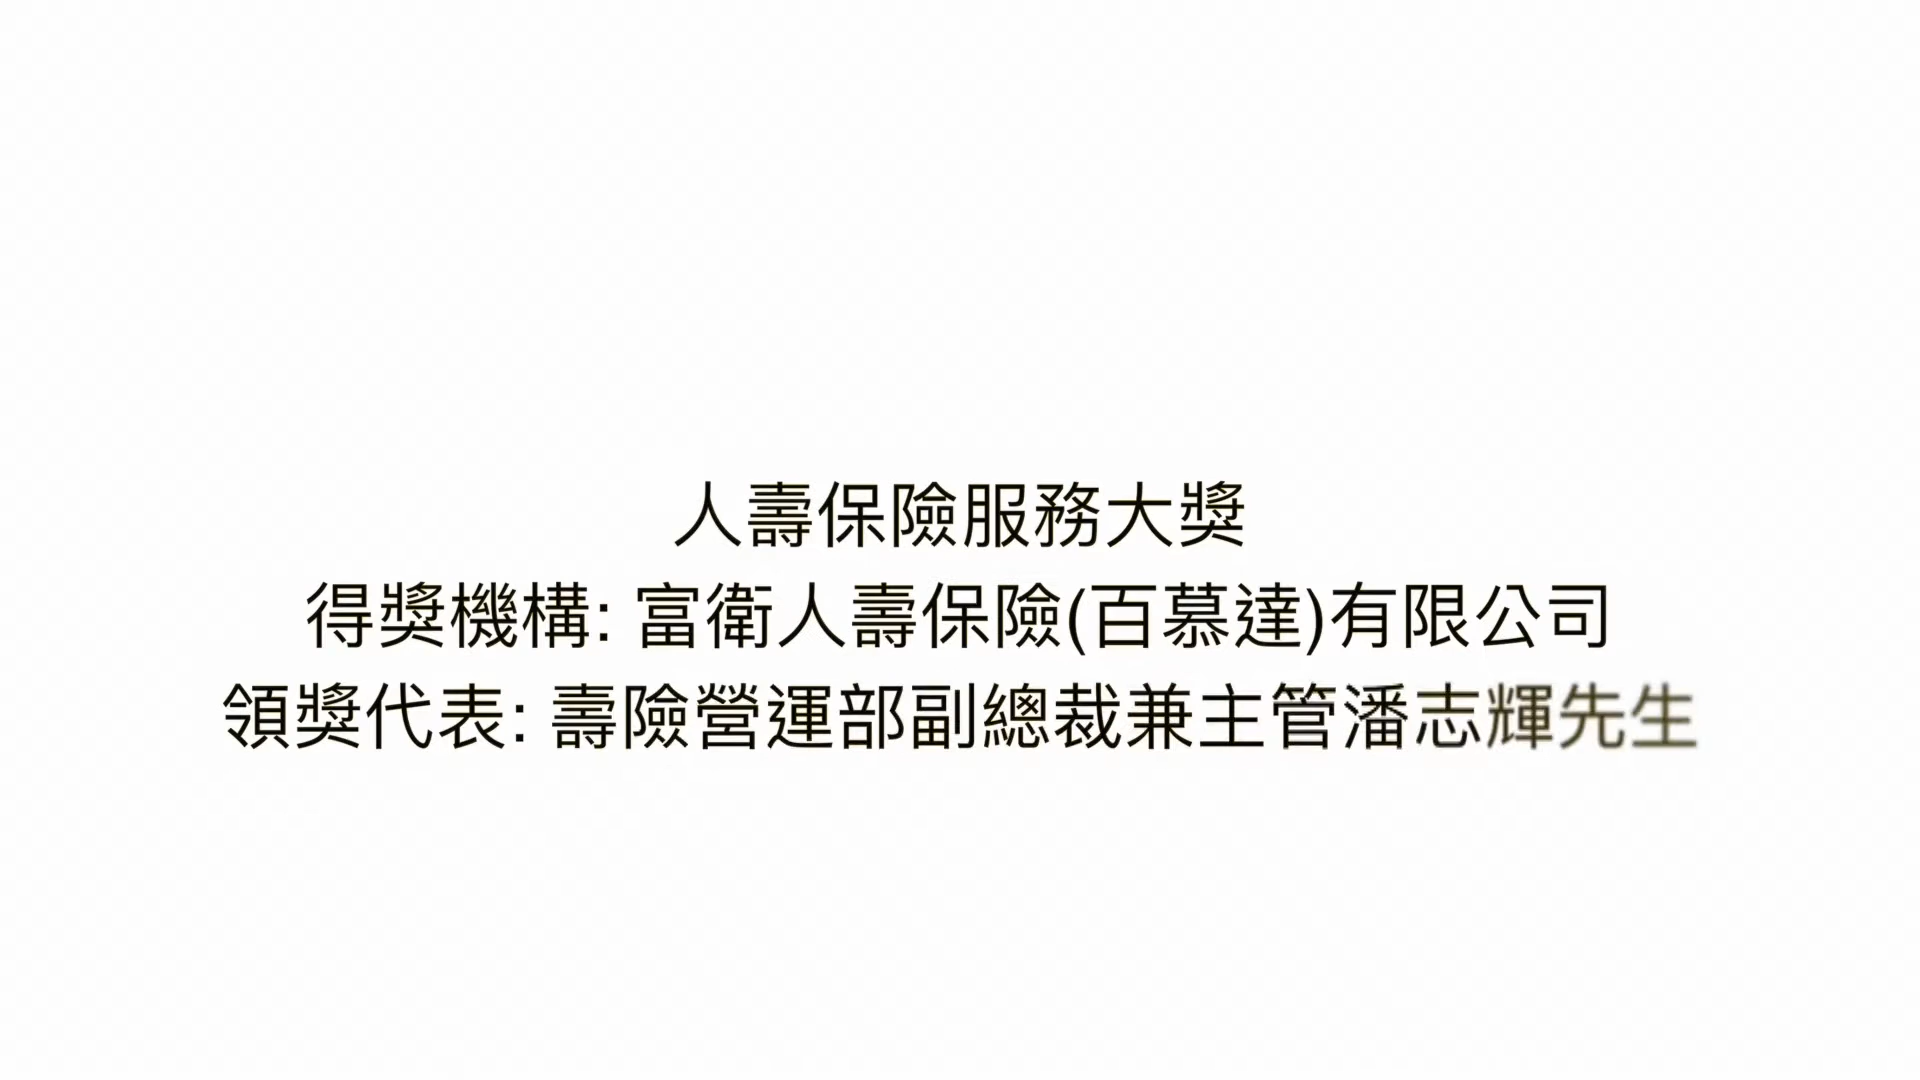 人壽保險服務大獎
得獎機構: 富衛人壽保險(百慕達)有限公司
領獎代表: 壽險營運部副總裁兼主管潘志輝先生